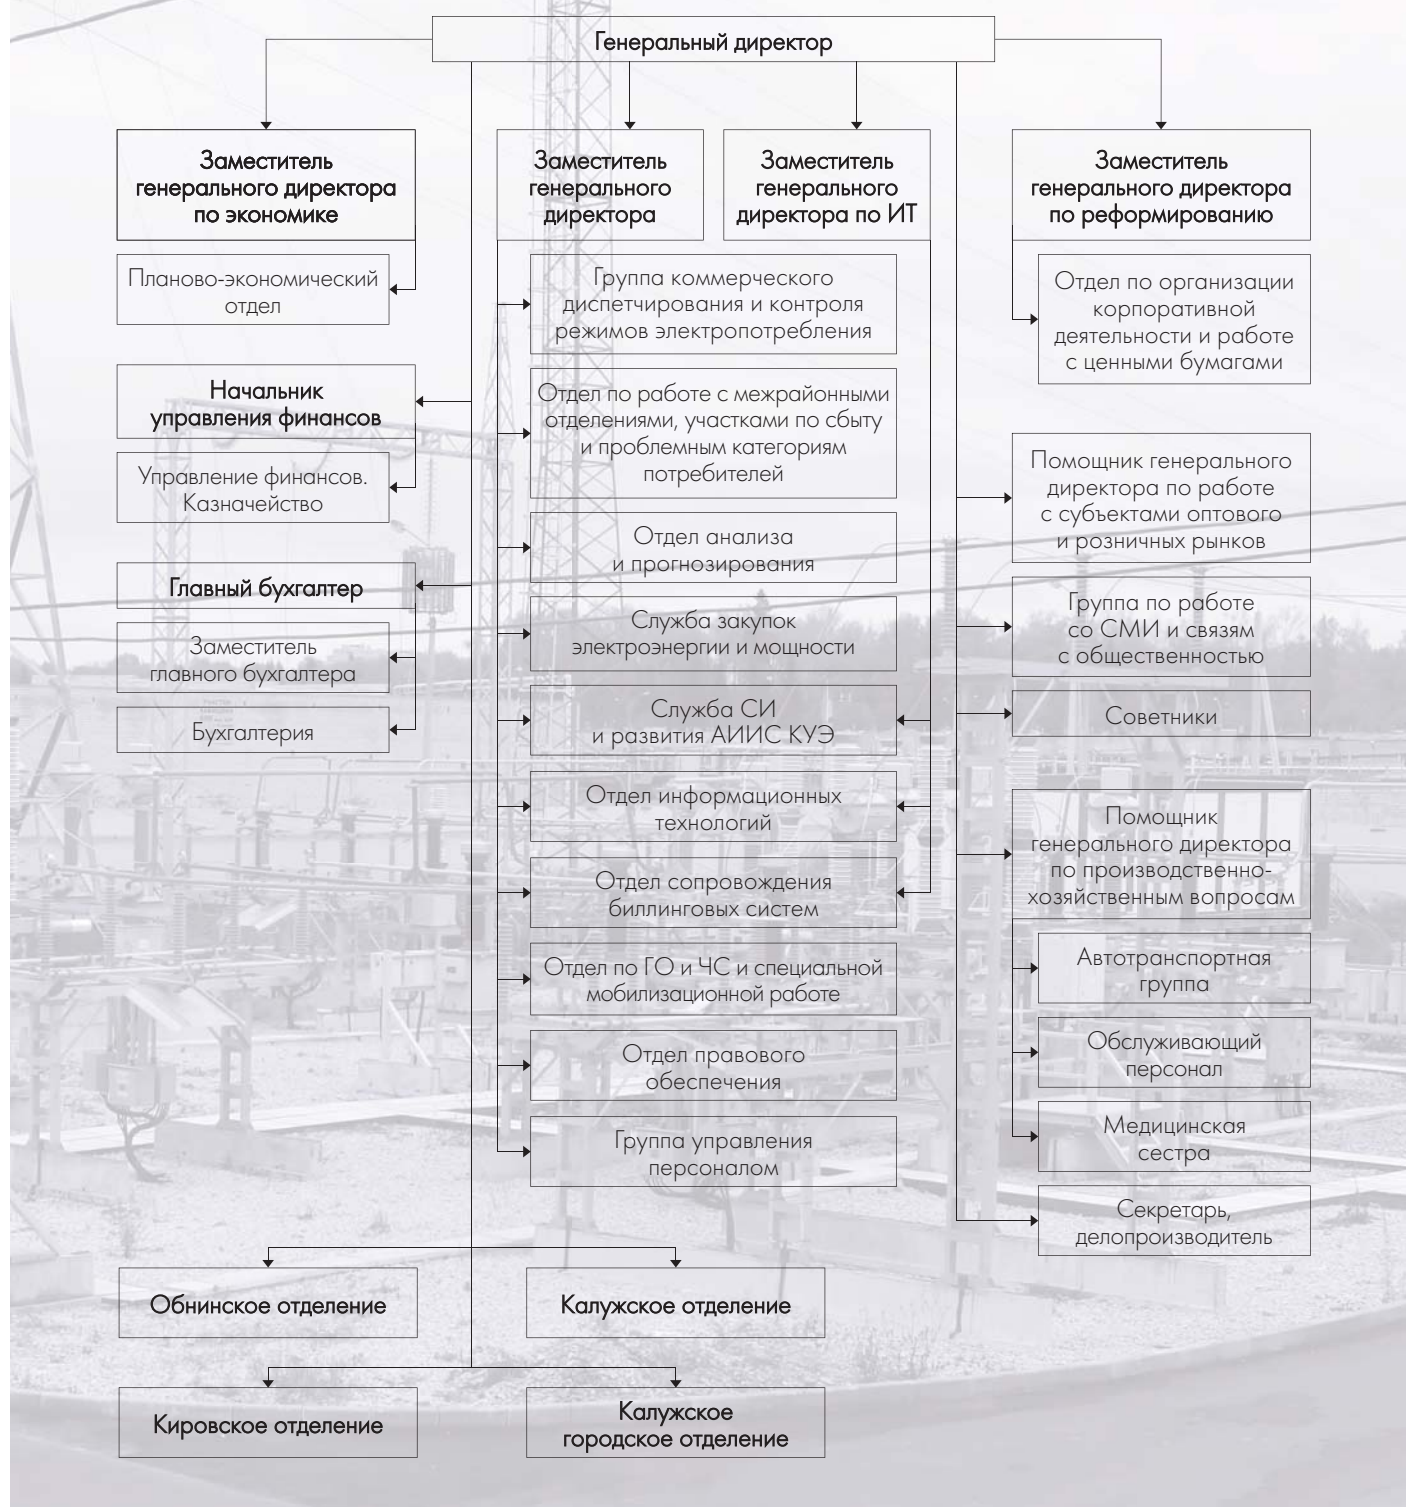 Генеральный директор
Заместитель
генерального директора
по экономике
Планово-экономический
отдел
Начальник
управления финансов
Управление финансов.
Казначейство
Главный бухгалтер
Заместитель
главного бухгалтера
Бухгалтерия
Заместитель
генерального
директора
Заместитель
генерального
директора по ИТ
Группа коммерческого
диспетчирования и контроля
режимов электропотребления
Отдел по работе с межрайонными
отделениями, участками по сбыту
и проблемным категориям
потребителей
Отдел анализа
и прогнозирования
Служба закупок
электроэнергии и мощности
Служба СИ
и развития АИИС КУЭ
Отдел информационных
технологий
Отдел сопровождения
биллинговых систем
Отдел по ГО и ЧС и специальной
мобилизационной работе
Отдел правового
обеспечения
Группа управления
персоналом
Заместитель
генерального директора
по реформированию
Отдел по организации
корпоративной
деятельности и работе
с ценными бумагами
Помощник генерального
директора по работе
с субъектами оптового
и розничных рынков
Группа по работе
со СМИ и связям
с общественностью
Советники
Помощник
генерального директора
по производственно-
хозяйственным вопросам
Автотранспортная
группа
Обслуживающий
персонал
Медицинская
сестра
Секретарь,
делопроизводитель
Обнинское отделение
Калужское отделение
Кировское отделение
Калужское
городское отделение